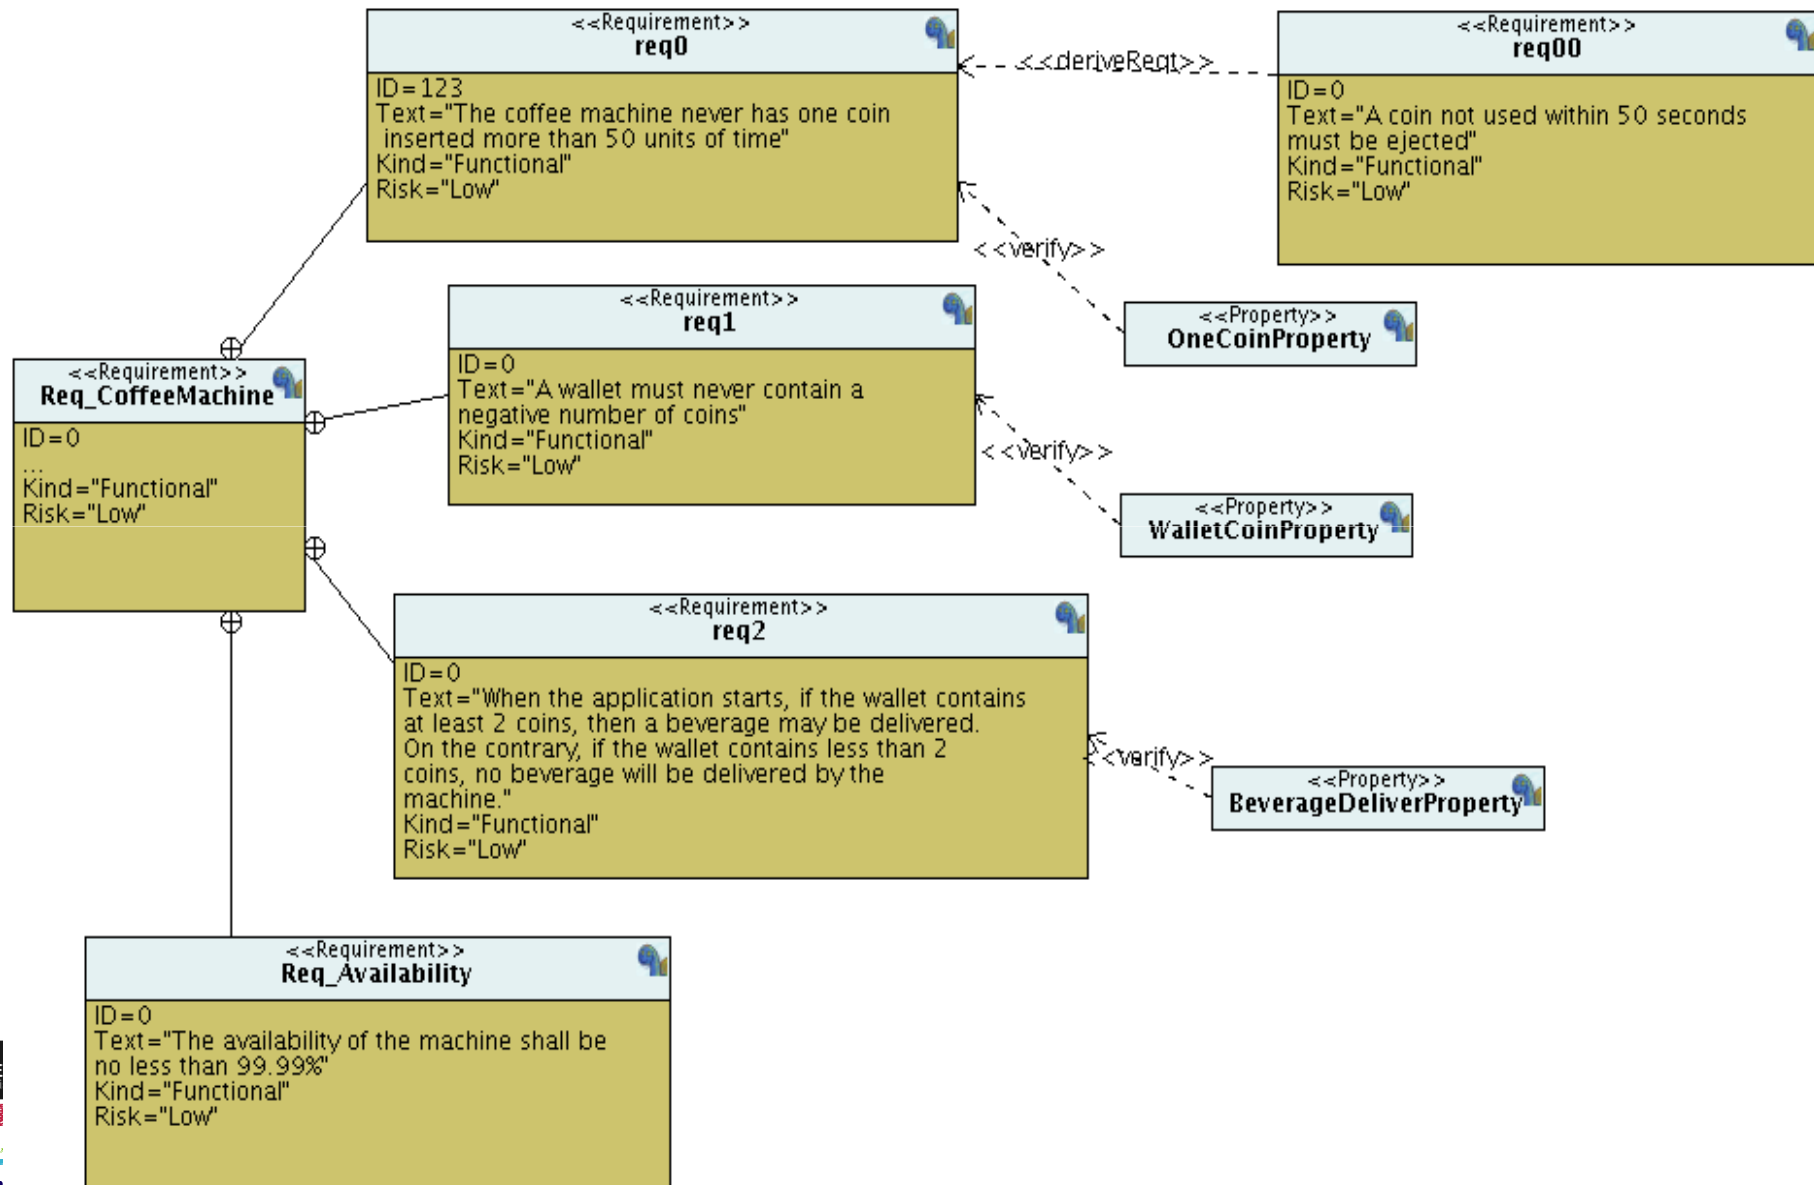 <<Requirement>>
req0
ID=123
Text="The coffee machine never has one coin
inserted more than 50 units of time"
Kind="Functional"
Risk="Low"
<<deriveReqt>>
<<Requirement>>
req00
ID=0
Text="A coin not used within 50 seconds
must be ejected"
Kind="Functional"
Risk="Low"
<<verify>>
<<Property>>
OneCoinProperty
<<Requirement>>
req1
ID=0
Text="A wallet must never contain a
negative number of coins"
Kind="Functional"
Risk="Low"
<<verify>>
<<Property>>
WalletCoinProperty
<<Requirement>>
Req_CoffeeMachine
ID=0
...
Kind="Functional"
Risk="Low"
<<Requirement>>
req2
ID=0
Text="When the application starts, if the wallet contains
at least 2 coins, then a beverage may be delivered.
On the contrary, if the wallet contains less than 2
coins, no beverage will be delivered by the
machine."
Kind="Functional"
Risk="Low"
<<verify>>
<<Property>>
BeverageDeliverProperty
<<Requirement>>
Req_Availability
ID=0
Text="The availability of the machine shall be
no less than 99.99%"
Kind="Functional"
Risk="Low"